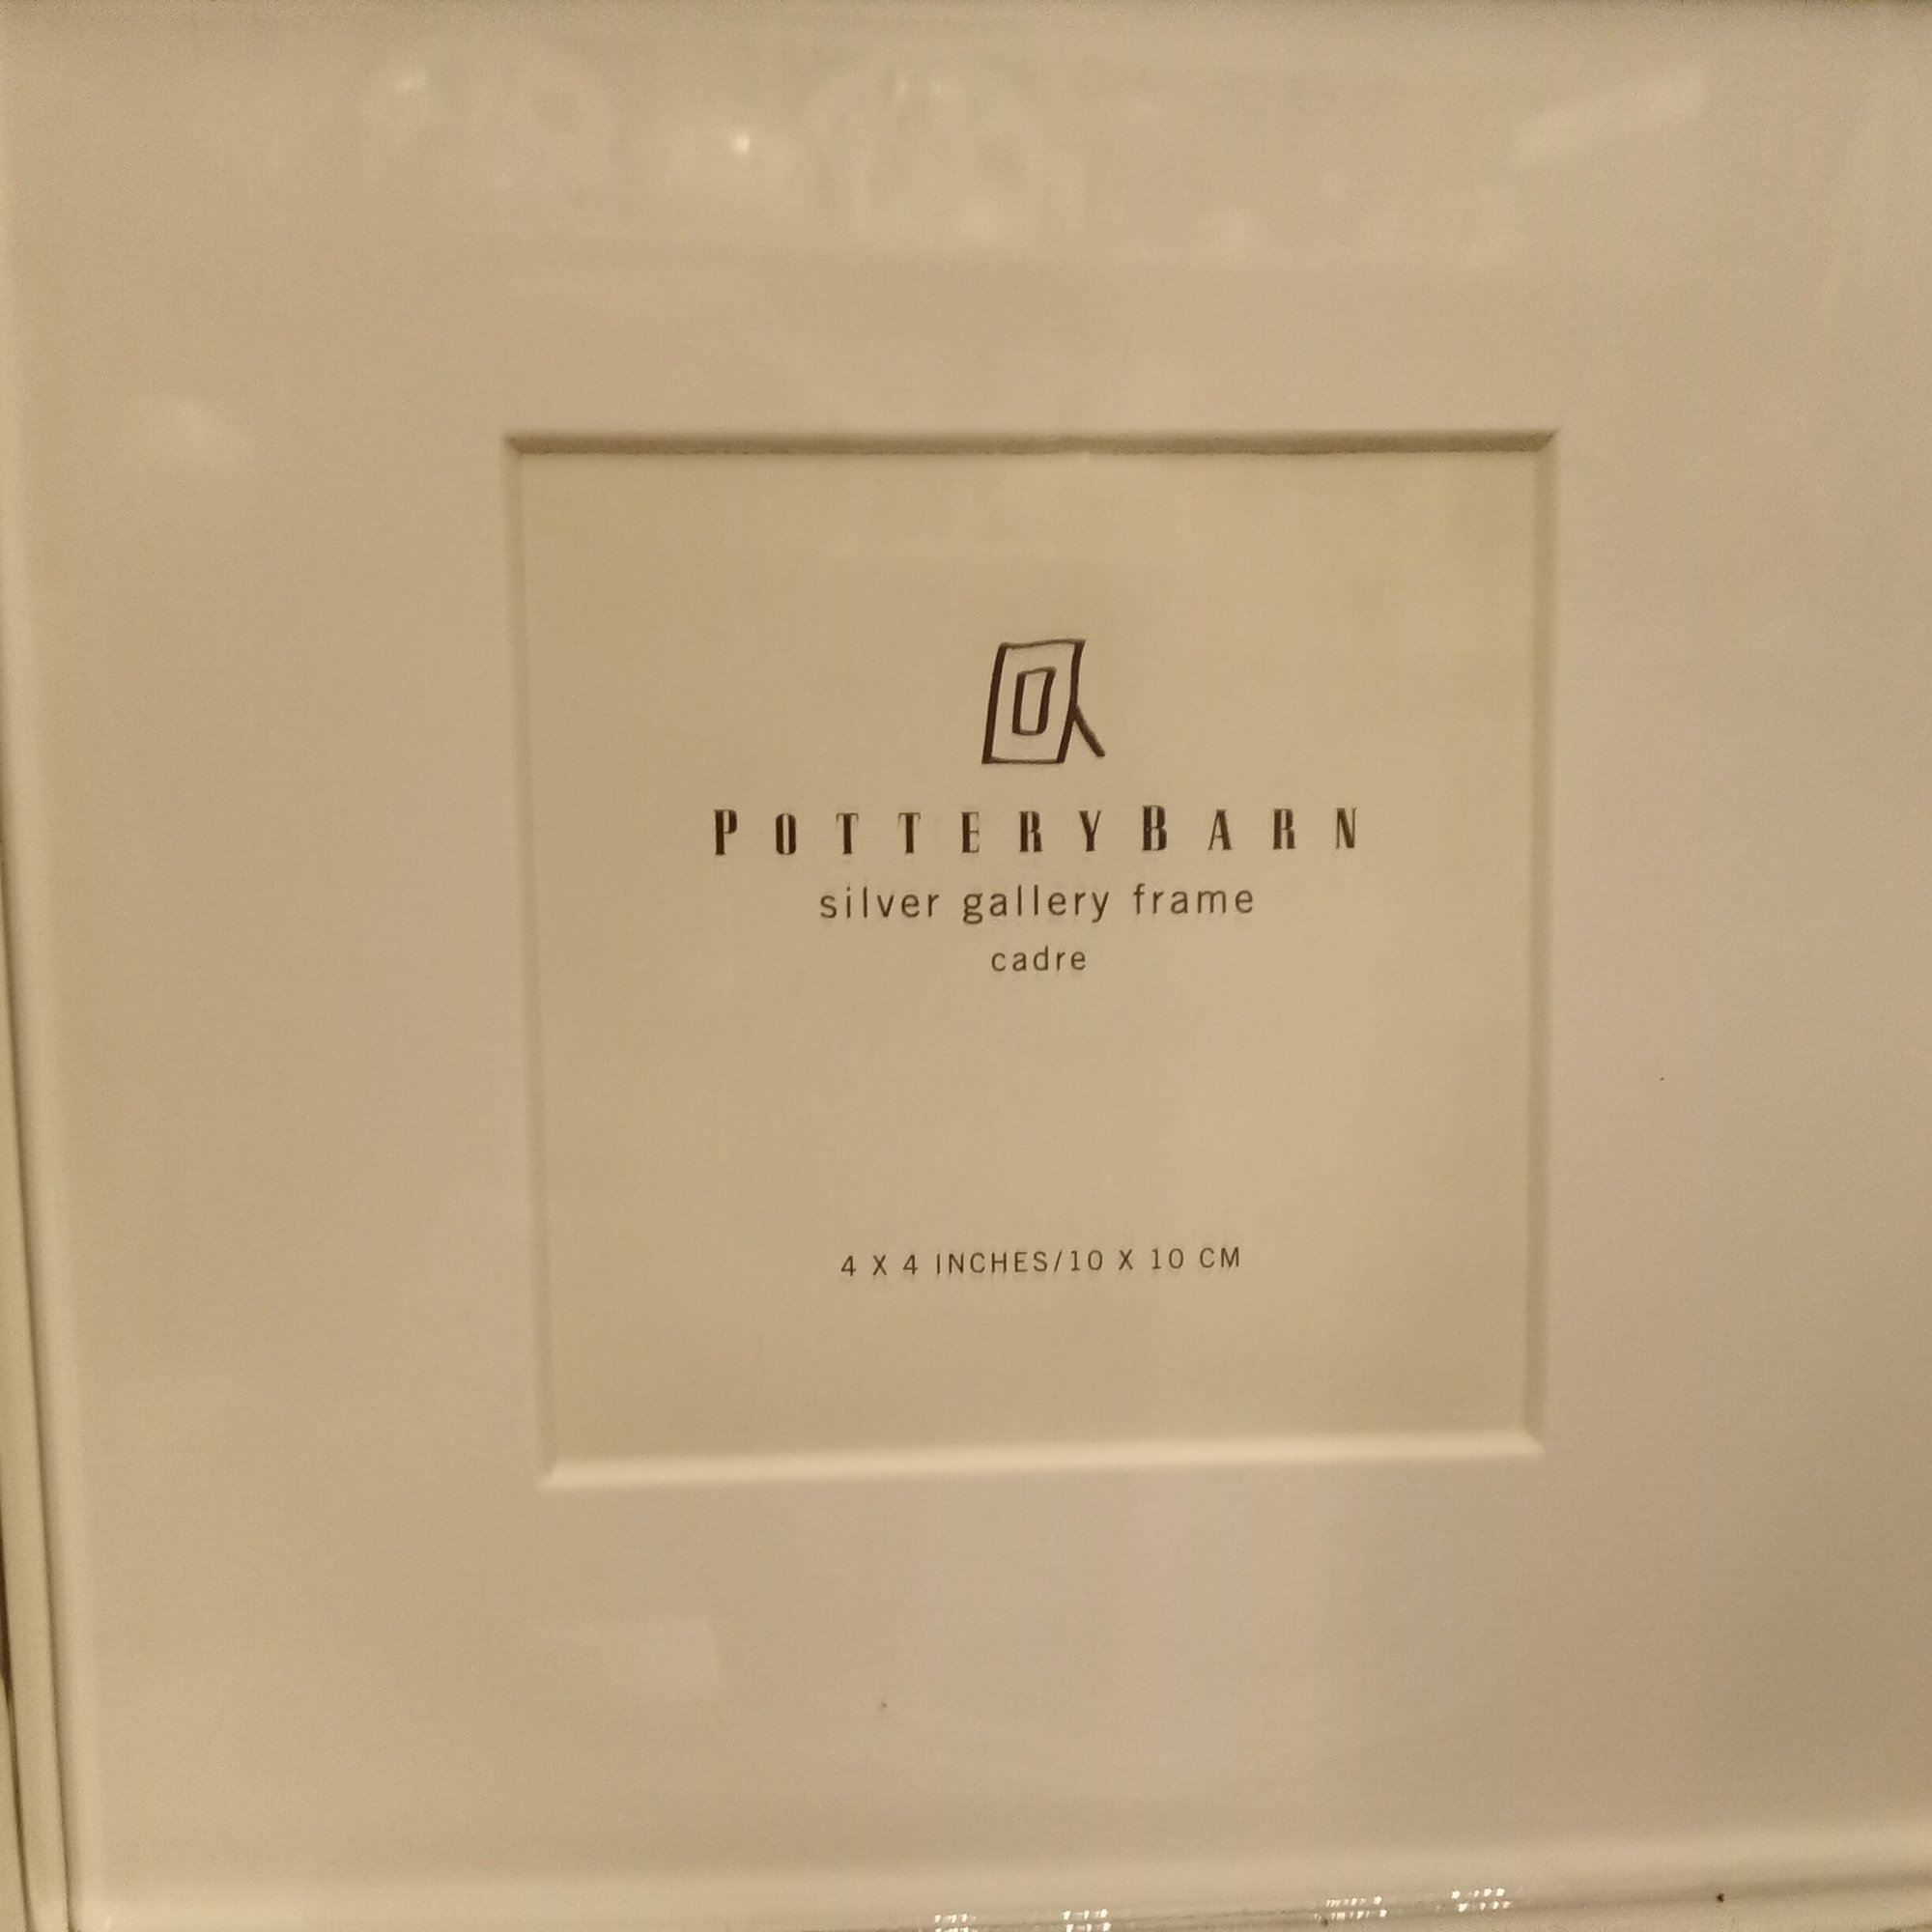 POTTERYBARN
silver gallery frame
cadre
4 X 4 INCHES/10 X 10 CM